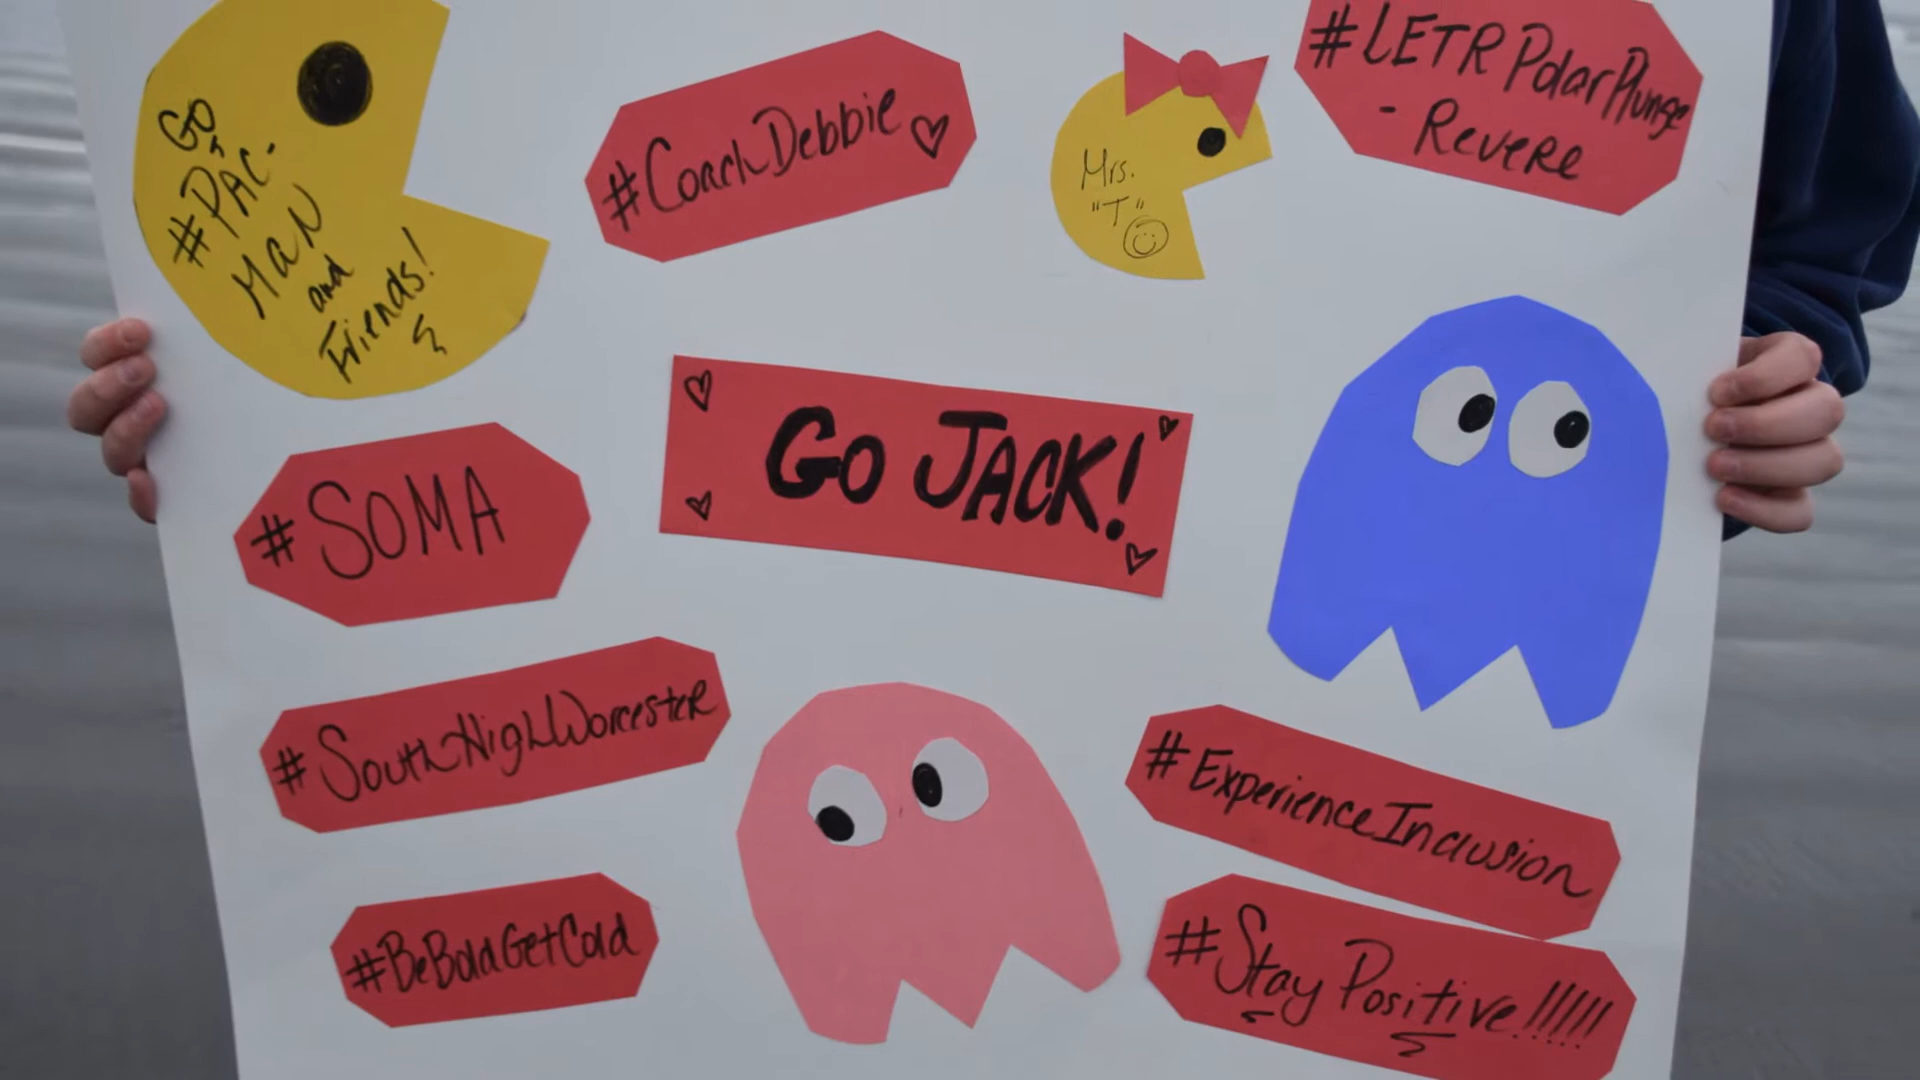 GO
#PAC-
MaN
and
Friends!
#CoachDebbie
Mrs.
"T"
#LETR PolarPlunge
- Revere
GO JACK!
#SOMA
#SouthHighWorcester
#ExperienceInclusion
#BeBoldGetCold
#Stay Positive!!!!!